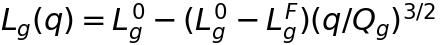 L_g(q) = L_g^0 − (L_g^0 − L_g^F)(q/Q_g)^{3/2}